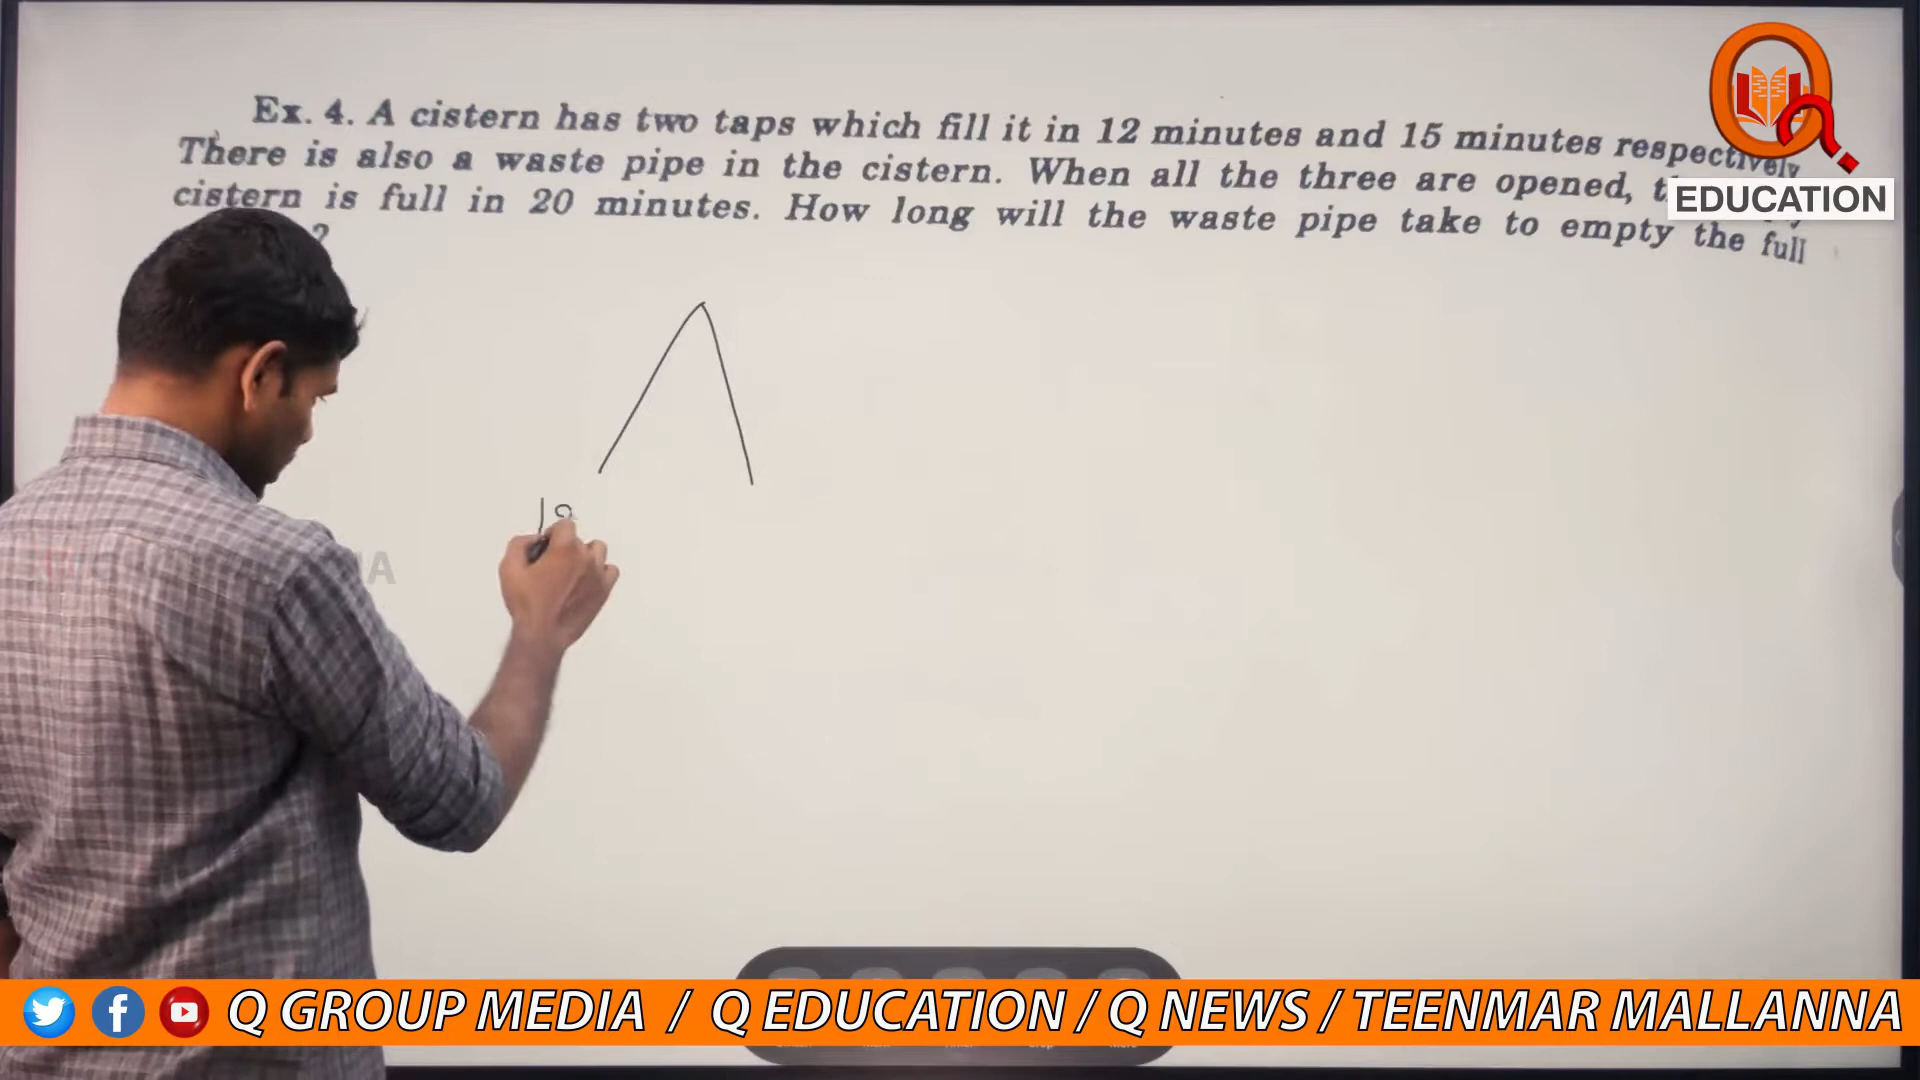 Ex. 4. A cistern has two taps which fill it in 12 minutes and 15 minutes respectively
There is also a waste pipe in the cistern. When all the three are opened,
cistern is full in 20 minutes. How long will the waste pipe take to empty the full
?
EDUCATION
Q GROUP MEDIA / Q EDUCATION / Q NEWS / TEENMAR MALLANNA